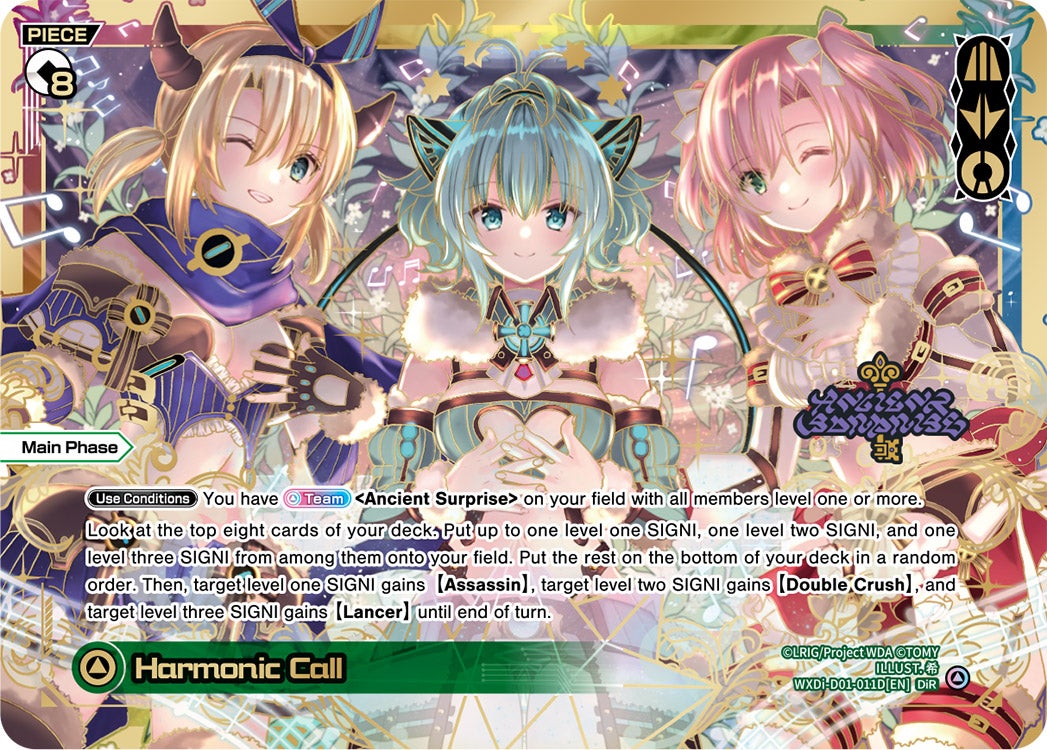 PIECE
8
Main Phase
ANCIENT
SURPRISE
Use Conditions You have Team <Ancient Surprise> on your field with all members level one or more.
Look at the top eight cards of your deck. Put up to one level one SIGNI, one level two SIGNI, and one
level three SIGNI from among them onto your field. Put the rest on the bottom of your deck in a random
order. Then, target level one SIGNI gains 【Assassin】, target level two SIGNI gains 【Double Crush】, and
target level three SIGNI gains 【Lancer】 until end of turn.
Harmonic Call
©LRIG/Project WDA ©TOMY
ILLUST. 希
WXDi-D01-011D[EN] DiR